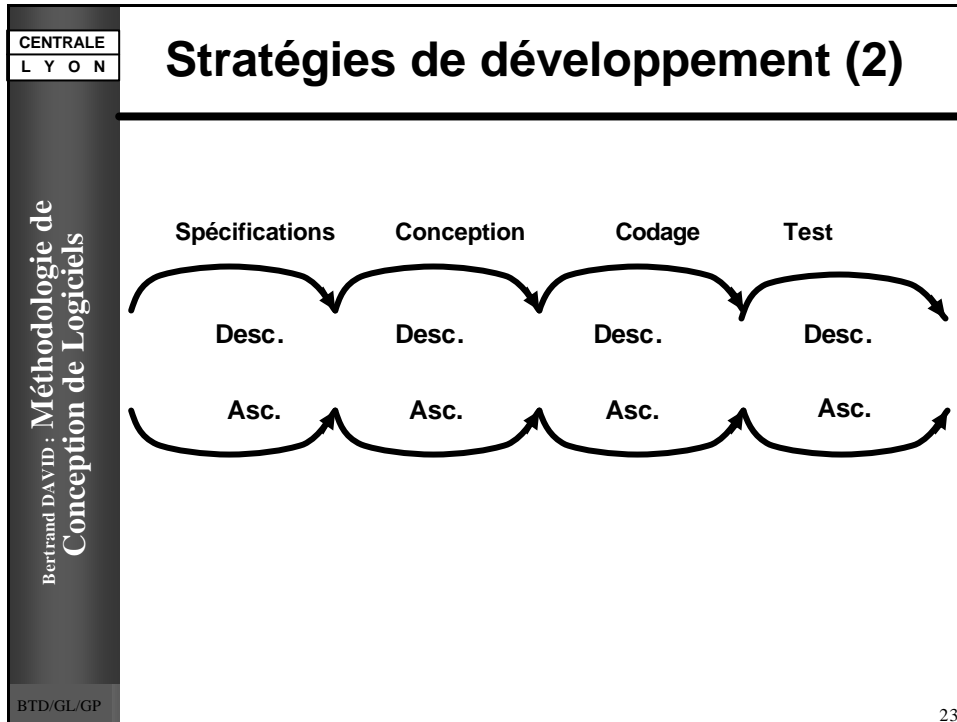 CENTRALE
L Y O N
Stratégies de développement (2)
Bertrand DAVID : Méthodologie de
Conception de Logiciels
Spécifications Conception Codage Test
Desc. Desc. Desc. Desc.
Asc. Asc. Asc. Asc.
BTD/GL/GP
23